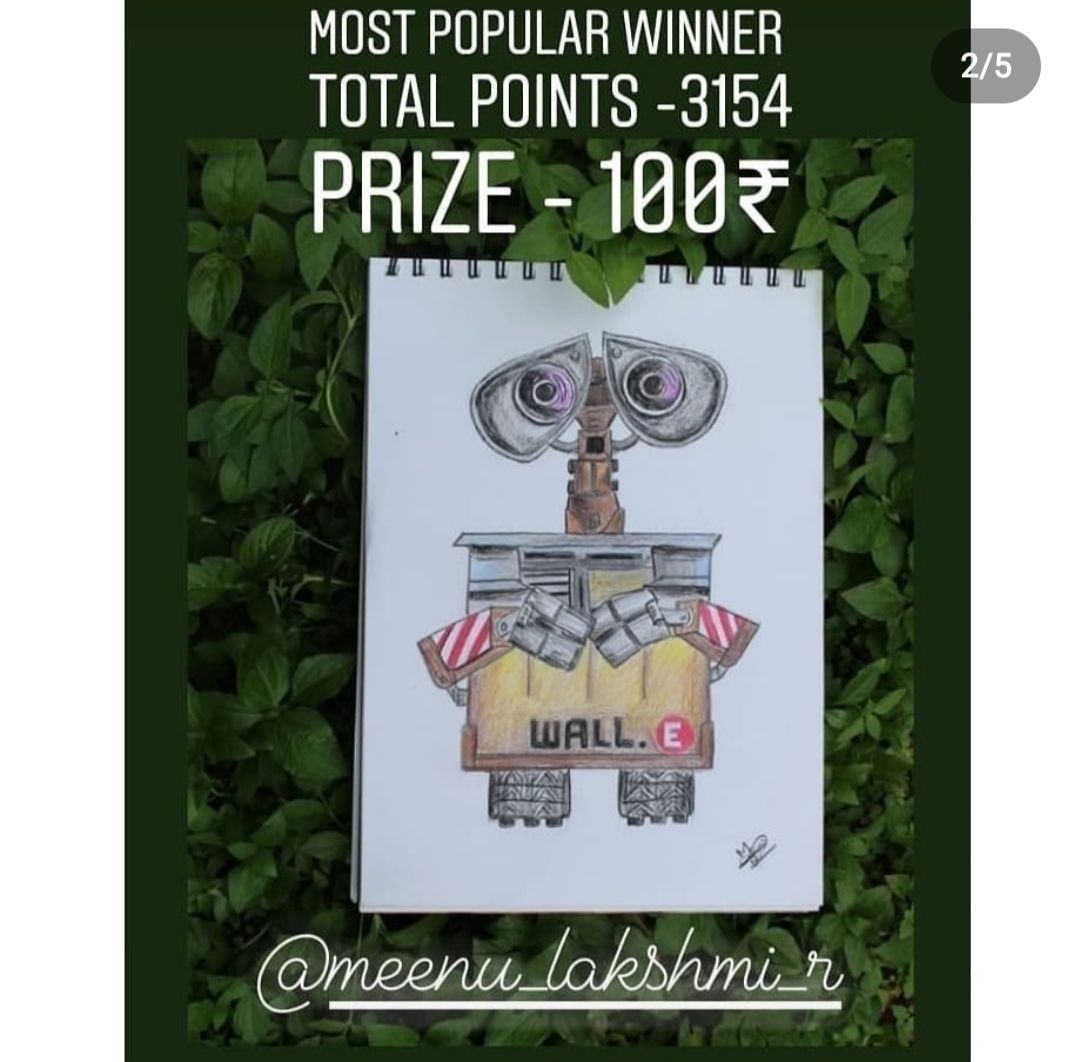 MOST POPULAR WINNER
2/5
TOTAL POINTS -3154
PRIZE - 100₹
WALL.E
@meenu_lakshmi_r